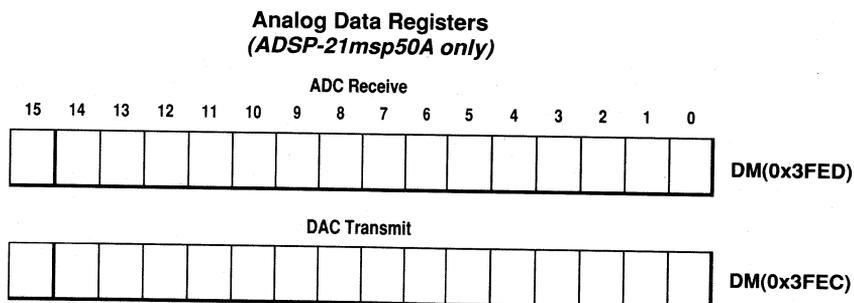 Analog Data Registers
(ADSP-21msp50A only)
ADC Receive
15 14 13 12 11 10 9 8 7 6 5 4 3 2 1 0
DM(0x3FED)
DAC Transmit
DM(0x3FEC)